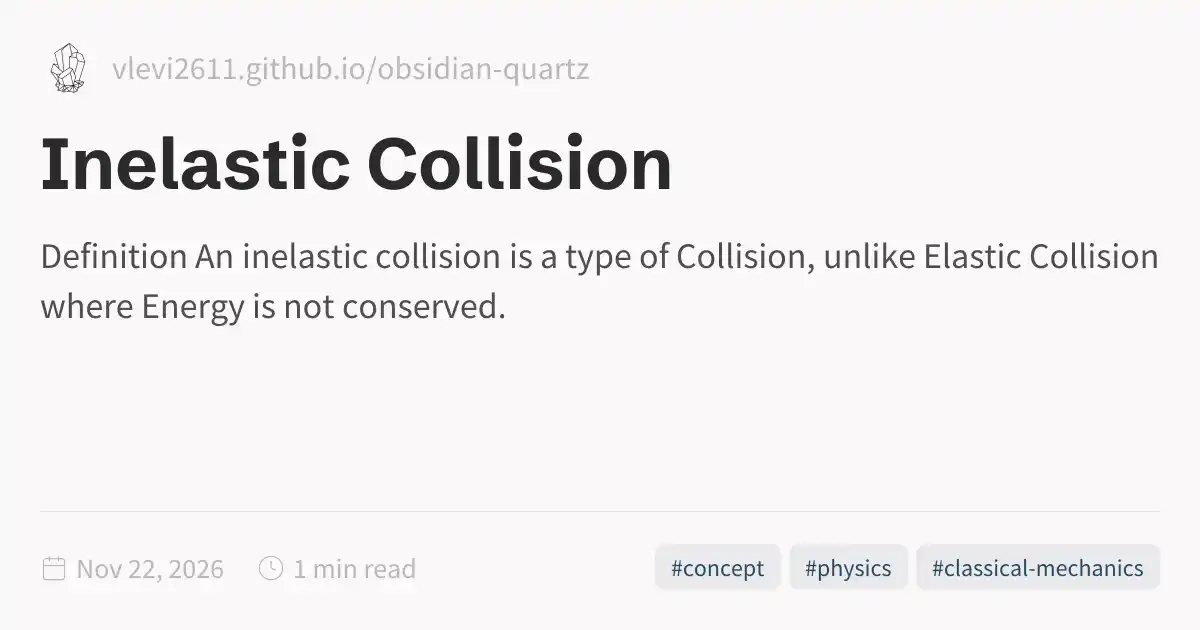 vlevi2611.github.io/obsidian-quartz
Inelastic Collision
Definition An inelastic collision is a type of Collision, unlike Elastic Collision
where Energy is not conserved.
Nov 22, 2026 1 min read #concept #physics #classical-mechanics